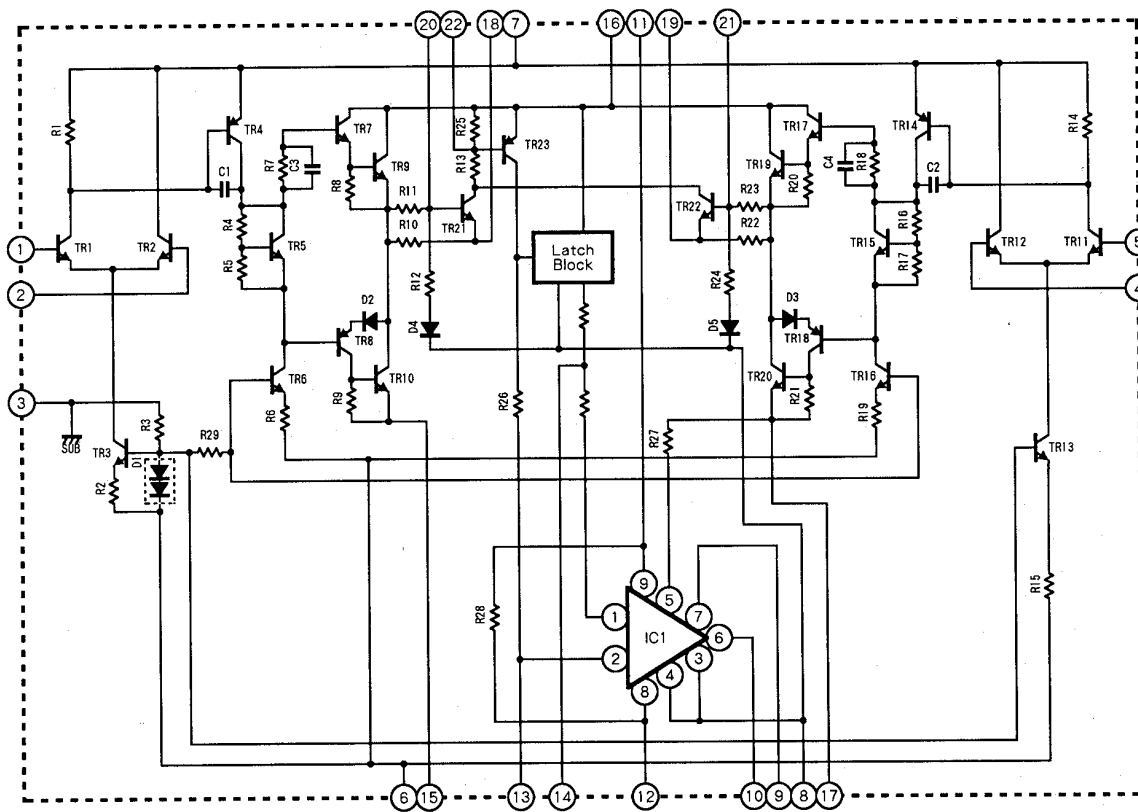 20 22 18 7 16 11 19 21
R1
TR4
TR7
R25
TR23
TR17
TR14
R14
R7
C3
R13
TR9
R8
TR19
R20
C4
R18
C1
C2
R11
R23
R4
TR21
TR22
R16
R10
R22
1
TR1
TR2
TR5
TR15
TR12
TR11
5
R5
R17
Latch
Block
2
4
R12
R24
D2
D3
D4
D5
TR8
TR18
TR6
TR10
TR20
TR16
3
R9
R21
R6
R26
R19
R3
SUB
R29
R27
TR3
D1
TR13
R2
9
5
7
R15
R28
1
IC1
6
2
3
4
8
6 15 13 14 12 10 9 8 17